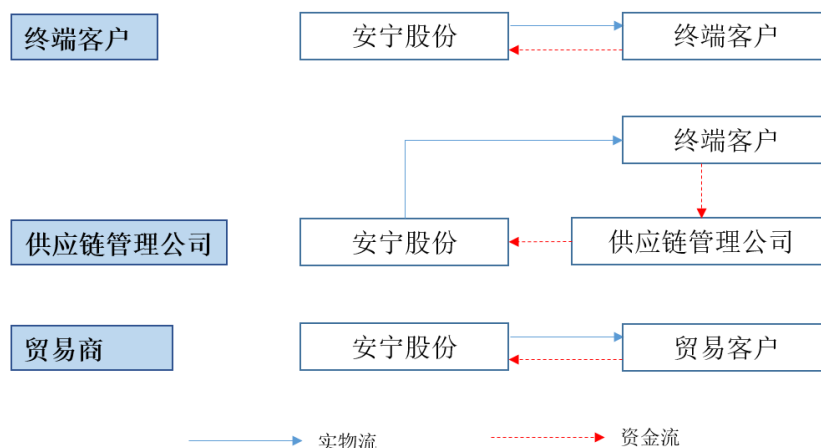 终端客户 安宁股份 终端客户
终端客户
供应链管理公司 安宁股份 供应链管理公司
贸易商 安宁股份 贸易客户
实物流 资金流